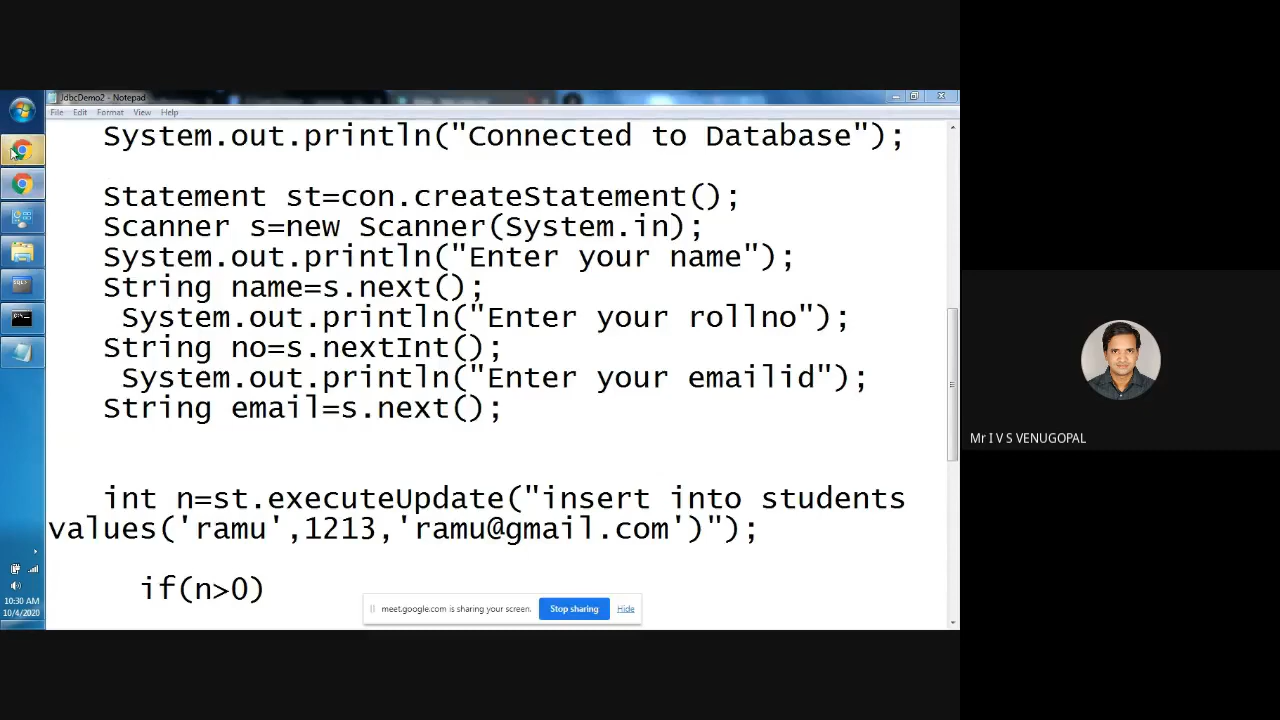 JdbcDemo2 - Notepad
File Edit Format View Help
System.out.println("Connected to Database");
Statement st=con.createStatement();
Scanner s=new Scanner(System.in);
System.out.println("Enter your name");
String name=s.next();
System.out.println("Enter your rollno");
String no=s.nextInt();
System.out.println("Enter your emailid");
String email=s.next();
int n=st.executeUpdate("insert into students
values('ramu',1213,'ramu@gmail.com')");
if(n>0)
meet.google.com is sharing your screen. Stop sharing Hide
10:30 AM
10/4/2020
Mr I V S VENUGOPAL